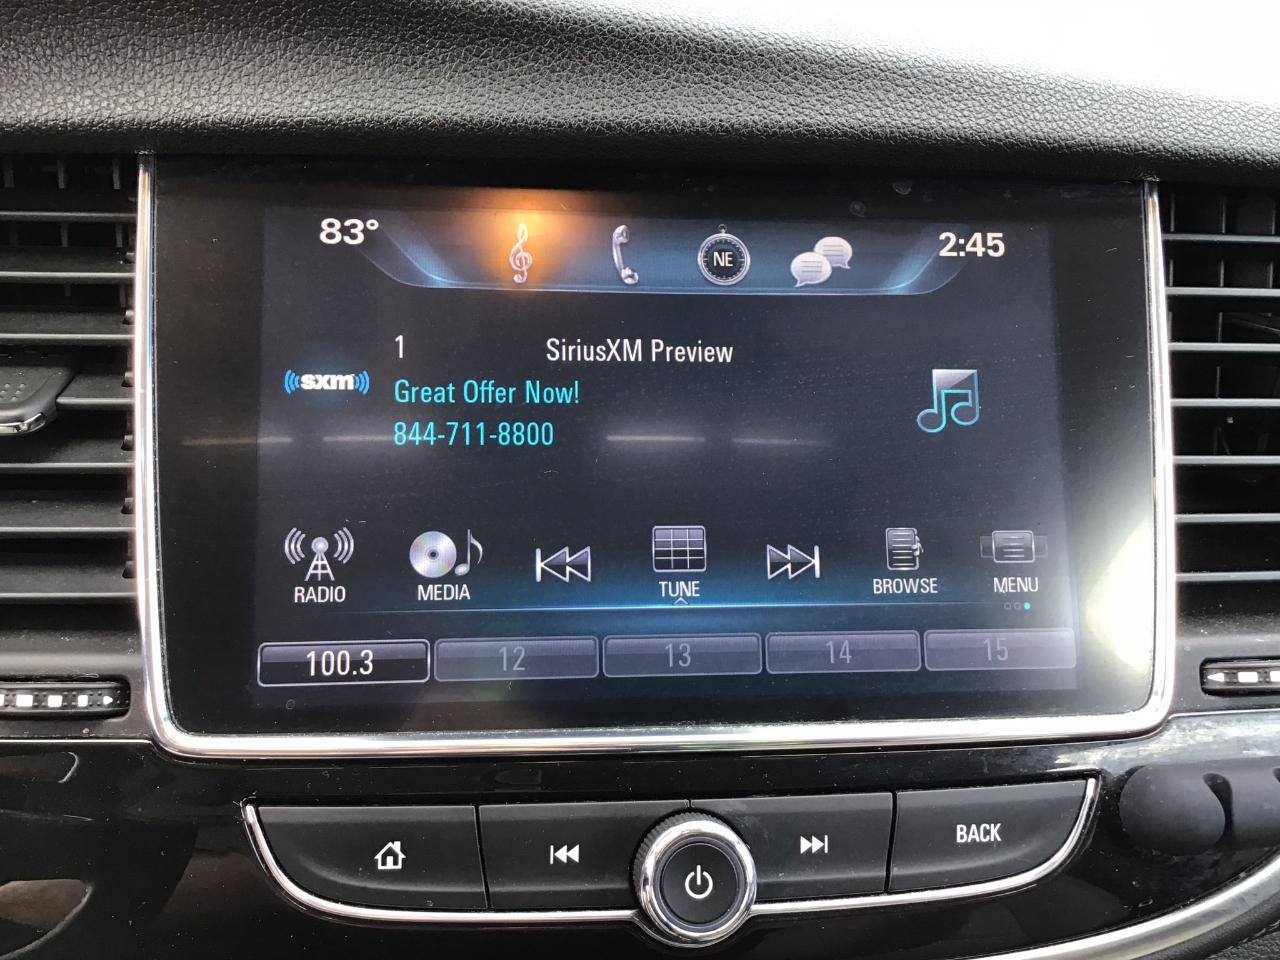 83°
NE
2:45
1
SiriusXM Preview
((sxm))
Great Offer Now!
844-711-8800
RADIO
MEDIA
TUNE
BROWSE
MENU
100.3
12
13
14
15
BACK